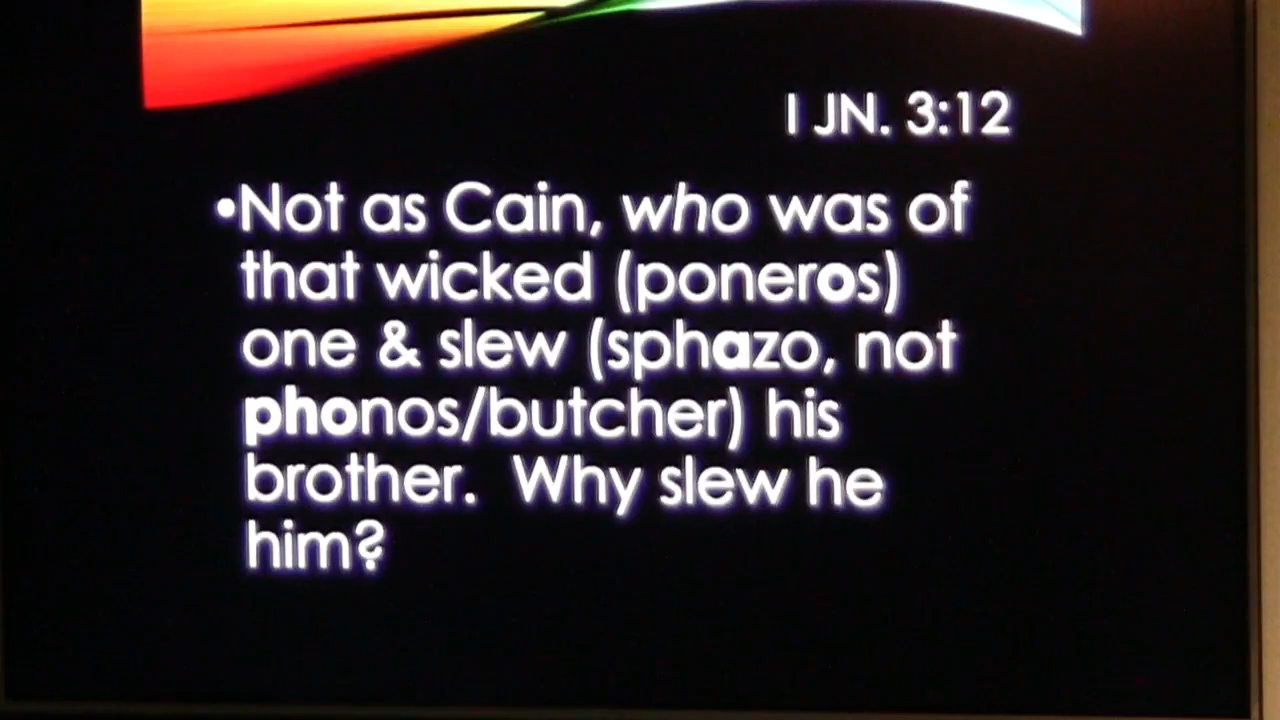 I JN. 3:12
•Not as Cain, who was of
that wicked (poneros)
one & slew (sphazo, not
phonos/butcher) his
brother.  Why slew he
him?